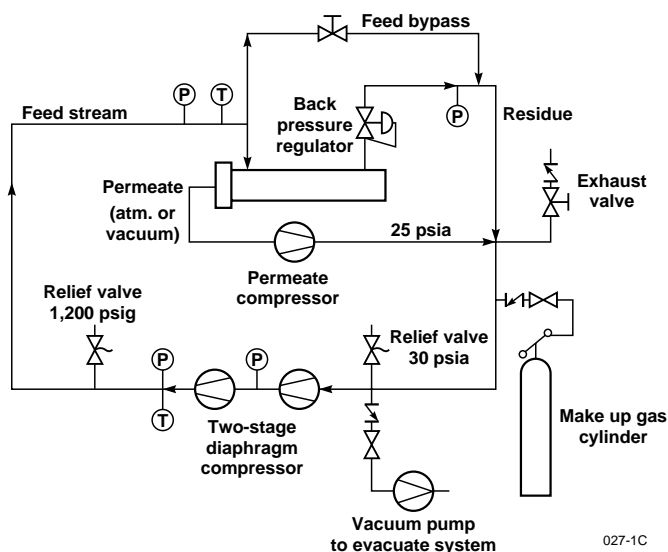 Feed bypass
P
T
Feed stream
Back
pressure
regulator
P
Residue
Permeate
(atm. or
vacuum)
25 psia
Exhaust
valve
Permeate
compressor
Relief valve
1,200 psig
Relief valve
30 psia
P
P
T
Two-stage
diaphragm
compressor
Make up gas
cylinder
Vacuum pump
to evacuate system
027-1C